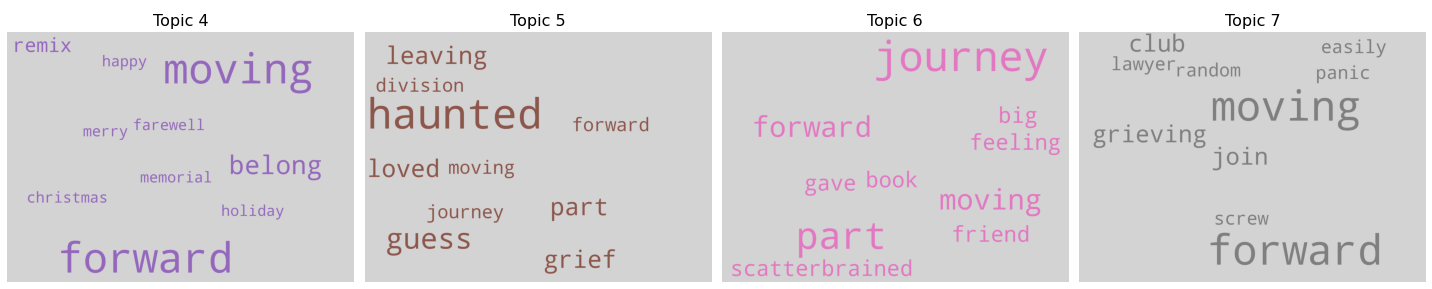 Topic 4
remix
happy
moving
merry
farewell
belong
memorial
christmas
holiday
forward
Topic 5
leaving
division
haunted
forward
loved
moving
journey
part
guess
grief
Topic 6
journey
big
forward
feeling
gave
book
moving
part
friend
scatterbrained
Topic 7
club
easily
lawyer
random
panic
moving
grieving
join
screw
forward